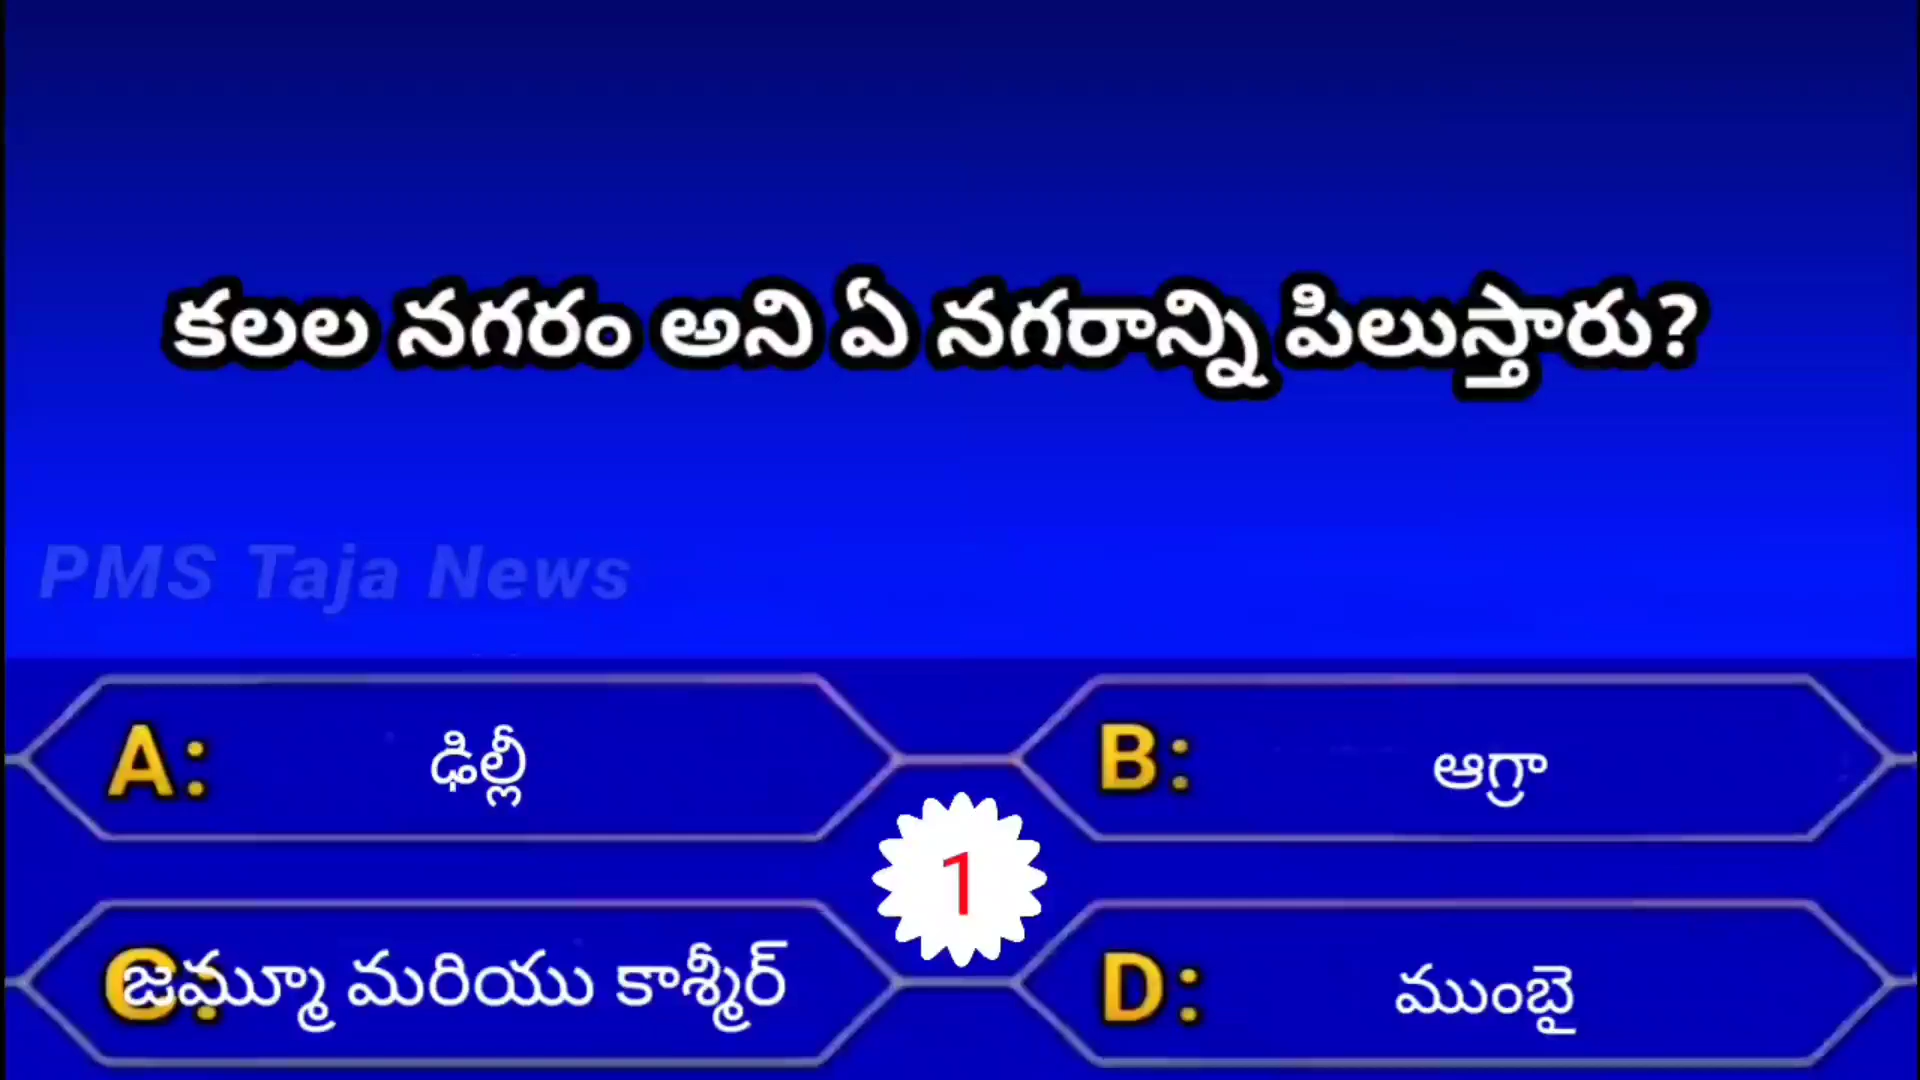 కలల నగరం అని ఏ నగరాన్ని పిలుస్తారు?
PMS Taja News
A: ఢిల్లీ
B: ఆగ్రా
1
C: జమ్మూ మరియు కాశ్మీర్
D: ముంబై